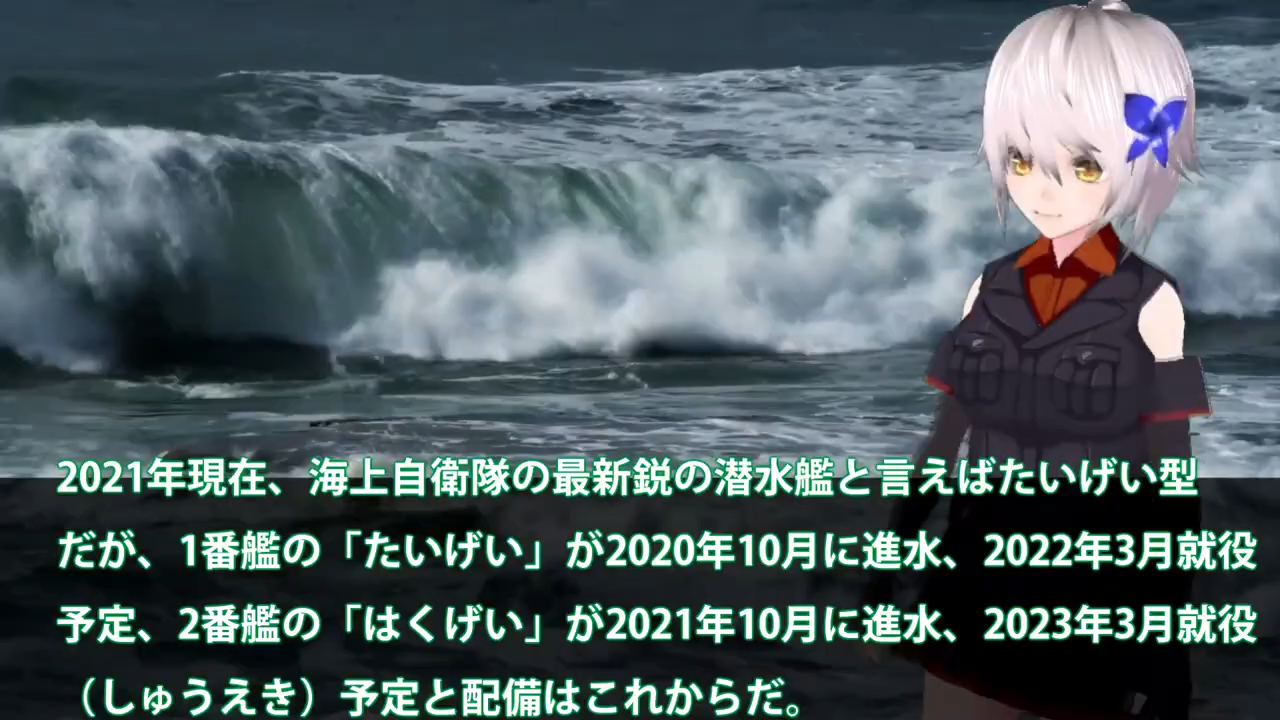 2021年現在、海上自衛隊の最新鋭の潜水艦と言えばたいげい型
だが、1番艦の「たいげい」が2020年10月に進水、2022年3月就役
予定、2番艦の「はくげい」が2021年10月に進水、2023年3月就役
（しゅうえき）予定と配備はこれからだ。